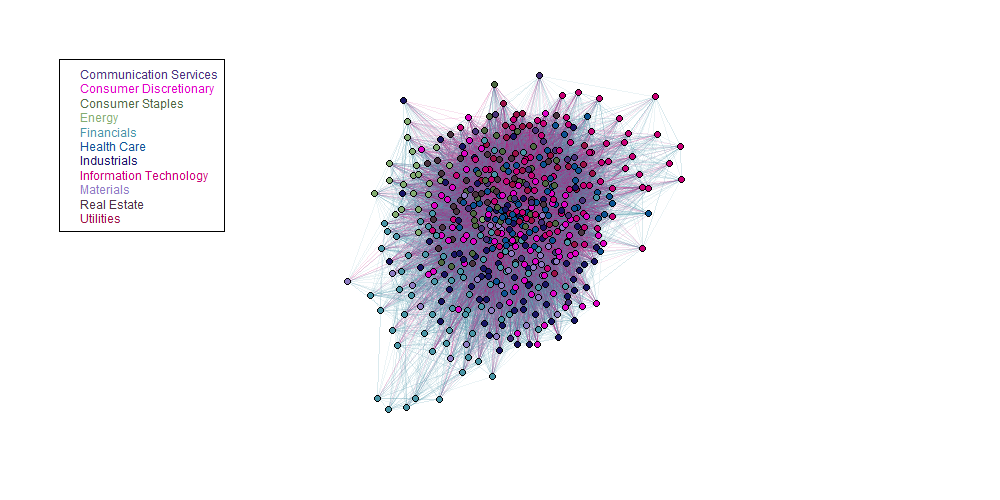 Communication Services
Consumer Discretionary
Consumer Staples
Energy
Financials
Health Care
Industrials
Information Technology
Materials
Real Estate
Utilities